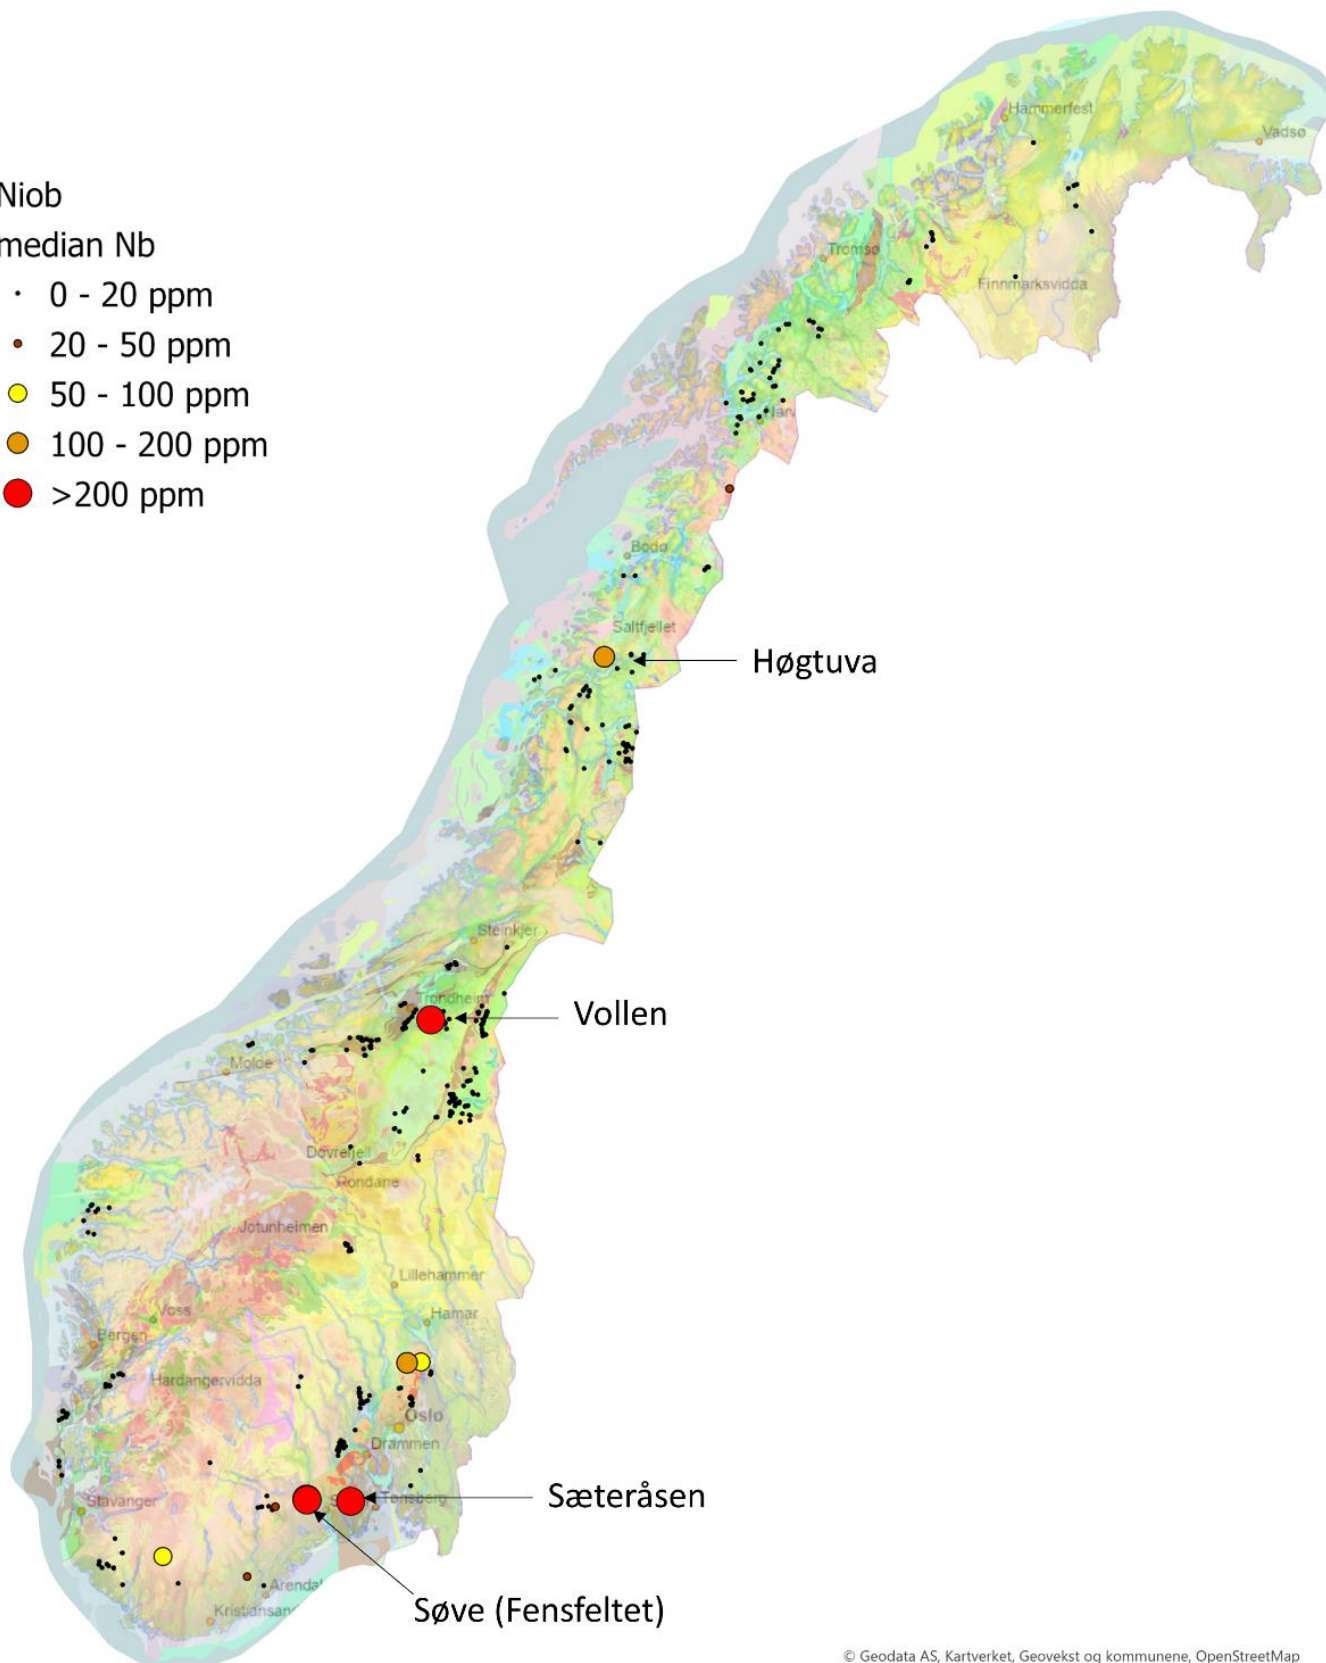 Niob
median Nb
0 - 20 ppm
20 - 50 ppm
50 - 100 ppm
100 - 200 ppm
>200 ppm
Hammerfest
Vadsø
Tromsø
Finnmarksvidda
Narv
Bodø
Saltfjellet
Høgtuva
Steinkjer
Trondheim
Vollen
Molde
Dovrefjell
Rondane
Jotunheimen
Lillehammer
Hamar
Voss
Bergen
Hardangervidda
Oslo
Drammen
Sæteråsen
Stavanger
S
Tønsberg
Arendal
Kristiansand
Søve (Fensfeltet)
© Geodata AS, Kartverket, Geovekst og kommunene, OpenStreetMap